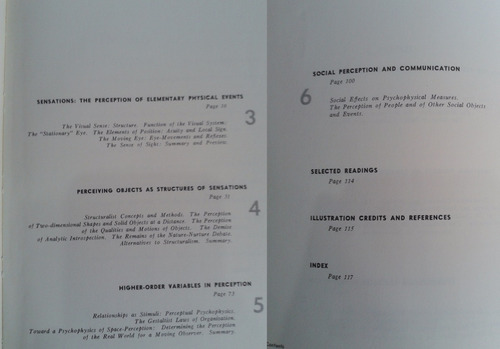 SENSATIONS: THE PERCEPTION OF ELEMENTARY PHYSICAL EVENTS
Page
3
The Visual Sense: Structure. Function of the Visual System:
The "Stationary" Eye. The Elements of Position: Acuity and Local Sign.
The Moving Eye: Eye-Movements and Reflexes.
The Sense of Sight: Summary and Preview.
PERCEIVING OBJECTS AS STRUCTURES OF SENSATIONS
Page
4
Structuralist Concepts and Methods. The Perception
of Two-dimensional Shapes and Solid Objects at a Distance. The Perception
of the Qualities and Motions of Objects. The Demise
of Analytic Introspection. The Remains of the Nature-Nurture Debate.
Alternatives to Structuralism. Summary.
HIGHER-ORDER VARIABLES IN PERCEPTION
Page
5
Relationships as Stimuli: Perceptual Psychophysics.
The Gestaltist Laws of Organization.
Toward a Psychophysics of Space-Perception: Determining the Perception
of the Real World for a Moving Observer. Summary.
SOCIAL PERCEPTION AND COMMUNICATION
Page 100
6
Social Effects on Psychophysical Measures.
The Perception of People and of Other Social Objects
and Events.
SELECTED READINGS
Page 114
ILLUSTRATION CREDITS AND REFERENCES
Page 115
INDEX
Page 117
Contents